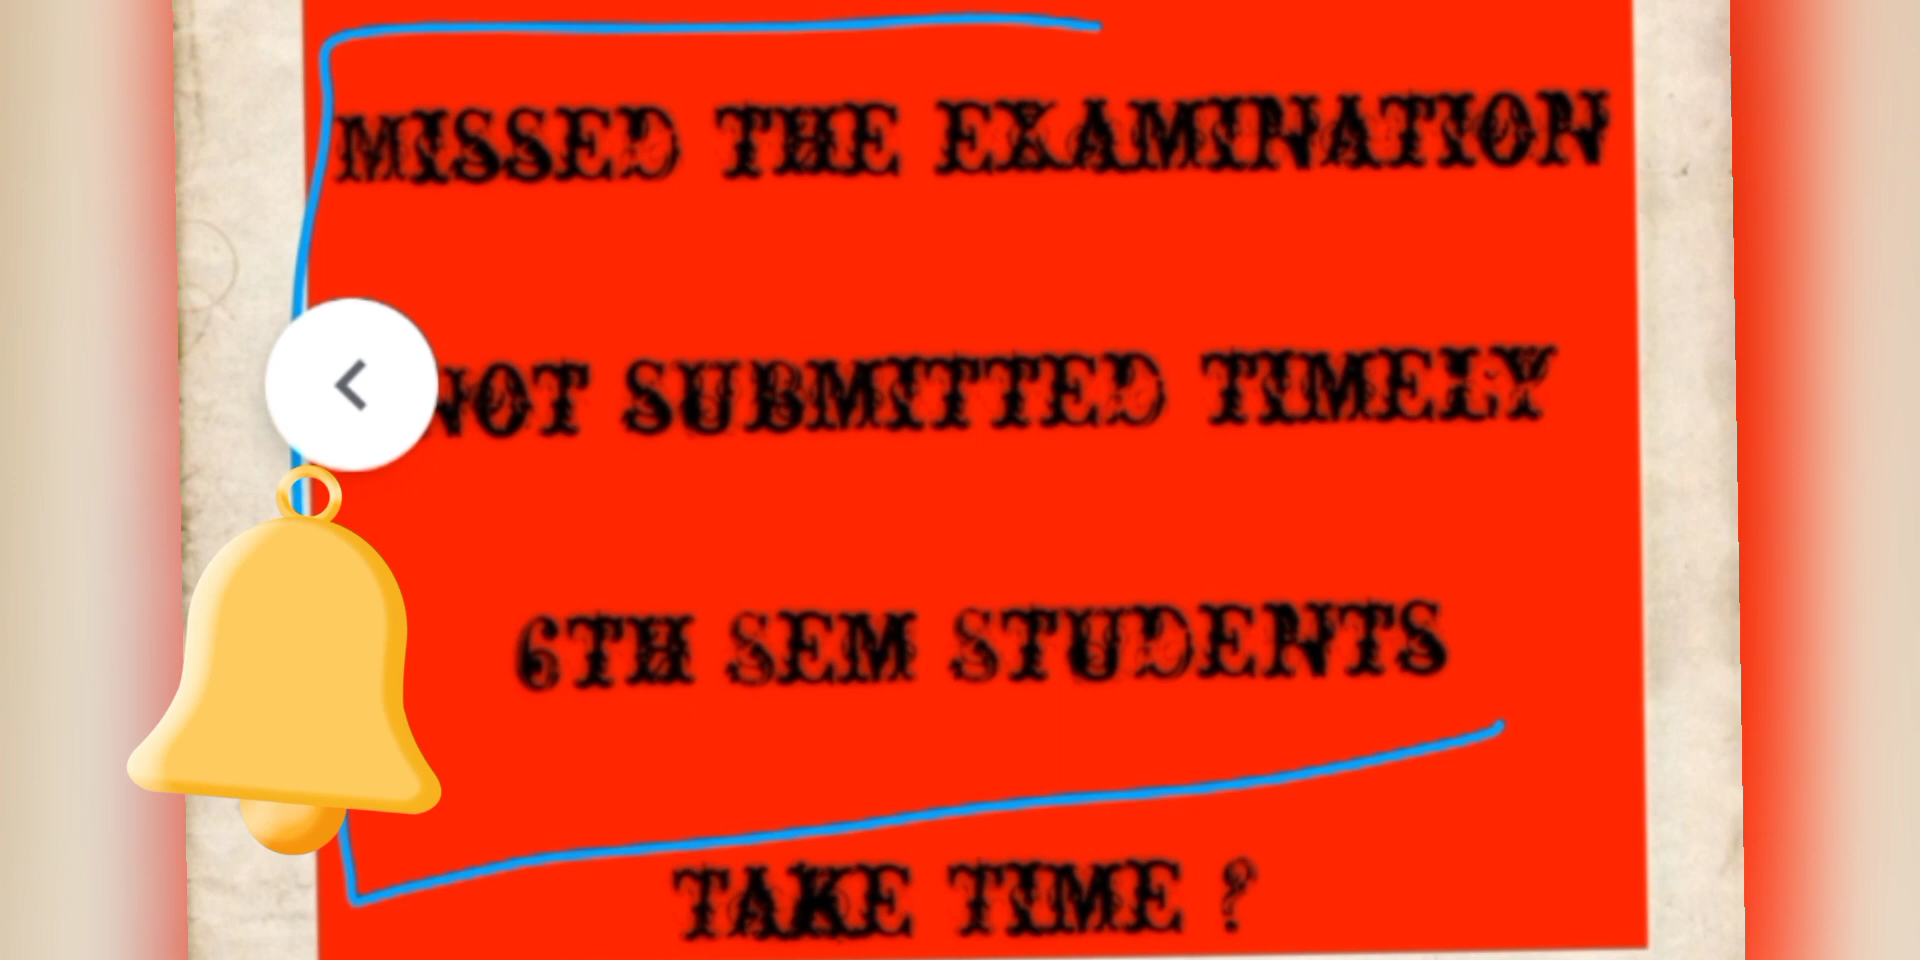 MISSED THE EXAMINATION
NOT SUBMITTED TIMELY
6TH SEM STUDENTS
TAKE TIME ?